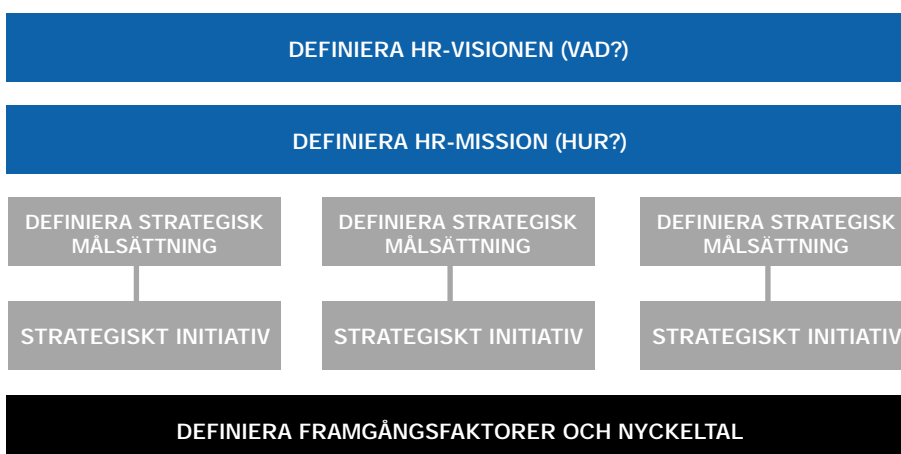 DEFINIERA HR-VISIONEN (VAD?)
DEFINIERA HR-MISSION (HUR?)
DEFINIERA STRATEGISK
MÅLSÄTTNING
DEFINIERA STRATEGISK
MÅLSÄTTNING
DEFINIERA STRATEGISK
MÅLSÄTTNING
STRATEGISKT INITIATIV
STRATEGISKT INITIATIV
STRATEGISKT INITIATIV
DEFINIERA FRAMGÅNGSFAKTORER OCH NYCKELTAL